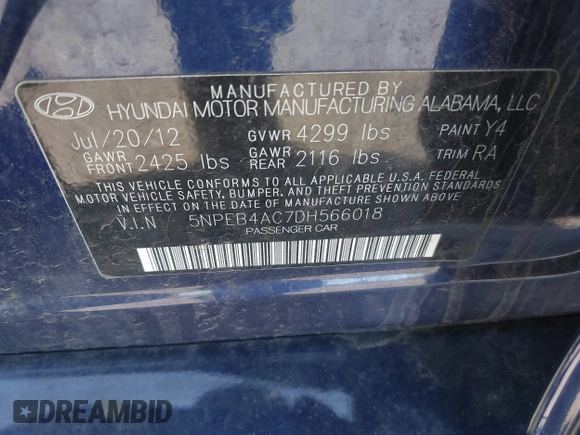 MANUFACTURED BY
HYUNDAI MOTOR MANUFACTURING ALABAMA, LLC
Jul/20/12 GVWR 4299 lbs PAINT Y4
GAWR FRONT 2425 lbs GAWR REAR 2116 lbs TRIM RA
THIS VEHICLE CONFORMS TO ALL APPLICABLE U.S.A. FEDERAL
MOTOR VEHICLE SAFETY, BUMPER, AND THEFT PREVENTION
STANDARDS IN EFFECT ON THE DATE OF MANUFACTURE SHOWN ABOVE
V.I.N 5NPEB4AC7DH566018
PASSENGER CAR
DREAMBID